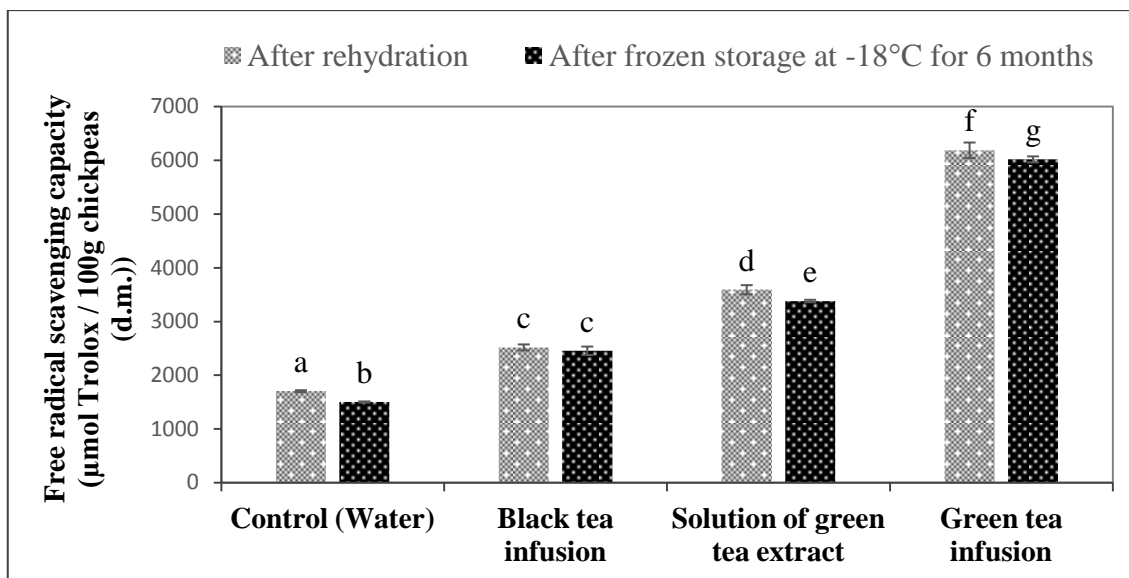 After rehydration
After frozen storage at -18°C for 6 months
Free radical scavenging capacity
(µmol Trolox / 100g chickpeas
(d.m.))
7000
6000
5000
4000
3000
2000
1000
0
a
b
c
c
d
e
f
g
Control (Water)
Black tea
infusion
Solution of green
tea extract
Green tea
infusion